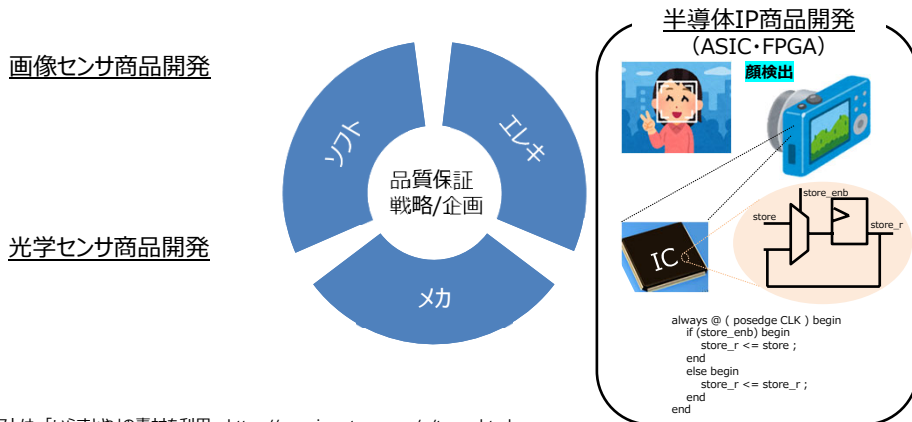 半導体IP商品開発
（ASIC・FPGA）
画像センサ商品開発
顔検出
ソフト
エレキ
品質保証
戦略/企画
store_enb
store
store_r
光学センサ商品開発
IC
メカ
always @ ( posedge CLK ) begin
if (store_enb) begin
store_r <= store ;
end
else begin
store_r <= store_r ;
end
end